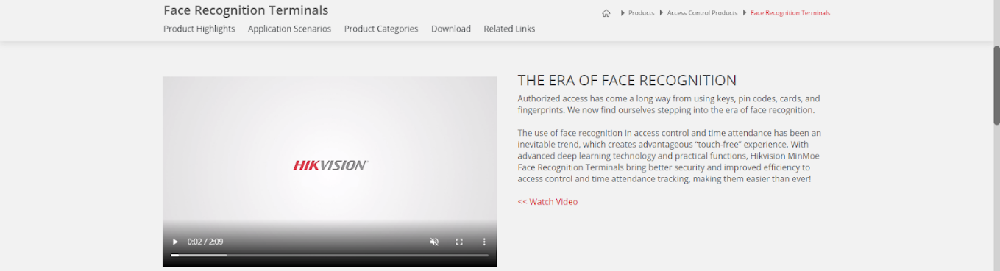 Face Recognition Terminals
Products Access Control Products Face Recognition Terminals
Product Highlights Application Scenarios Product Categories Download Related Links
THE ERA OF FACE RECOGNITION
Authorized access has come a long way from using keys, pin codes, cards, and
fingerprints. We now find ourselves stepping into the era of face recognition.
The use of face recognition in access control and time attendance has been an
inevitable trend, which creates advantageous “touch-free” experience. With
advanced deep learning technology and practical functions, Hikvision MinMoe
Face Recognition Terminals bring better security and improved efficiency to
access control and time attendance tracking, making them easier than ever!
<< Watch Video
HIKVISION
0:02 / 2:09